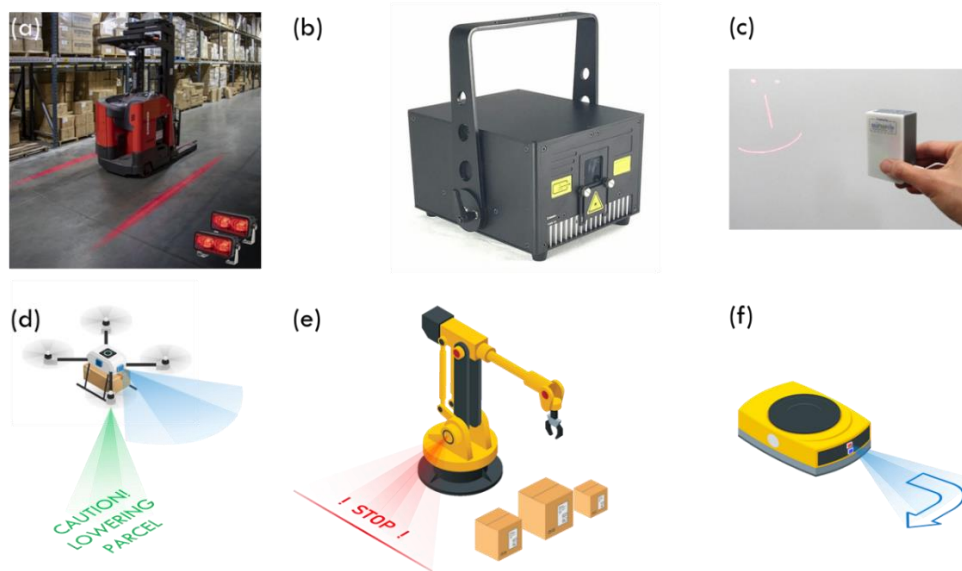 (a)
(b)
(c)
(d)
(e)
(f)
CAUTION!
LOWERING
PARCEL
! STOP !